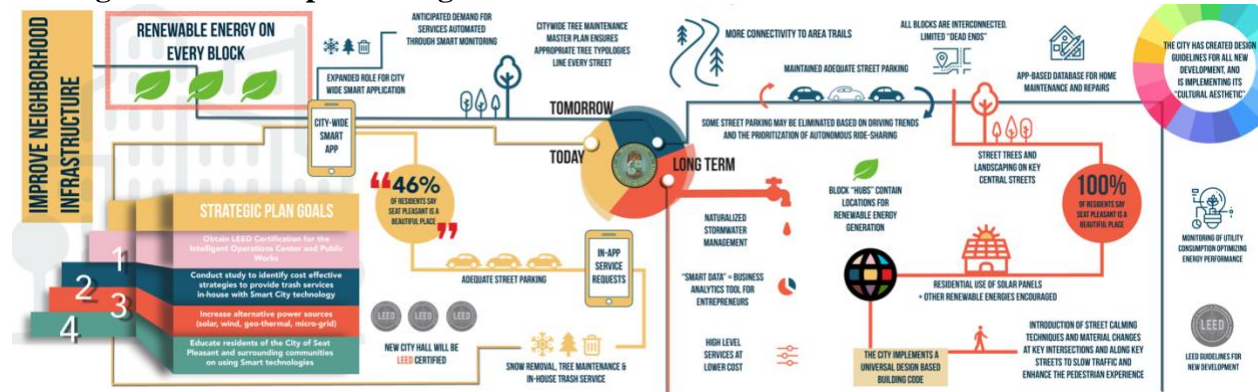 IMPROVE NEIGHBORHOOD
INFRASTRUCTURE
RENEWABLE ENERGY ON
EVERY BLOCK
ANTICIPATED DEMAND FOR
SERVICES AUTOMATED
THROUGH SMART MONITORING
EXPANDED ROLE FOR CITY
WIDE SMART APPLICATION
CITY-WIDE
SMART
APP
CITYWIDE TREE MAINTENANCE
MASTER PLAN ENSURES
APPROPRIATE TREE TYPOLOGIES
LINE EVERY STREET
TOMORROW
TODAY
LONG TERM
MORE CONNECTIVITY TO AREA TRAILS
MAINTAINED ADEQUATE STREET PARKING
SOME STREET PARKING MAY BE ELIMINATED BASED ON DRIVING TRENDS
AND THE PRIORITIZATION OF AUTONOMOUS RIDE-SHARING
ALL BLOCKS ARE INTERCONNECTED.
LIMITED "DEAD ENDS"
APP-BASED DATABASE FOR HOME
MAINTENANCE AND REPAIRS
THE CITY HAS CREATED DESIGN
GUIDELINES FOR ALL NEW
DEVELOPMENT, AND
IS IMPLEMENTING ITS
"CULTURAL AESTHETIC"
STRATEGIC PLAN GOALS
1
Obtain LEED Certification for the
Intelligent Operations Center and Public
Works
2
Conduct study to identify cost effective
strategies to provide trash services
in-house with Smart City technology
3
Increase alternative power sources
(solar, wind, geo-thermal, micro-grid)
4
Educate residents of the City of Seat
Pleasant and surrounding communities
on using Smart technologies
"46%
OF RESIDENTS SAY
SEAT PLEASANT IS A
BEAUTIFUL PLACE"
ADEQUATE STREET PARKING
IN-APP
SERVICE
REQUESTS
LEED LEED LEED
NEW CITY HALL WILL BE
LEED CERTIFIED
SNOW REMOVAL, TREE MAINTENANCE &
IN-HOUSE TRASH SERVICE
NATURALIZED
STORMWATER
MANAGEMENT
"SMART DATA" = BUSINESS
ANALYTICS TOOL FOR
ENTREPRENEURS
HIGH LEVEL
SERVICES AT
LOWER COST
BLOCK "HUBS" CONTAIN
LOCATIONS FOR
RENEWABLE ENERGY
GENERATION
STREET TREES AND
LANDSCAPING ON KEY
CENTRAL STREETS
100%
OF RESIDENTS SAY
SEAT PLEASANT IS A
BEAUTIFUL PLACE
RESIDENTIAL USE OF SOLAR PANELS
+ OTHER RENEWABLE ENERGIES ENCOURAGED
THE CITY IMPLEMENTS A
UNIVERSAL DESIGN BASED
BUILDING CODE
INTRODUCTION OF STREET CALMING
TECHNIQUES AND MATERIAL CHANGES
AT KEY INTERSECTIONS AND ALONG KEY
STREETS TO SLOW TRAFFIC AND
ENHANCE THE PEDESTRIAN EXPERIENCE
MONITORING OF UTILITY
CONSUMPTION OPTIMIZING
ENERGY PERFORMANCE
LEED
LEED GUIDELINES FOR
NEW DEVELOPMENT